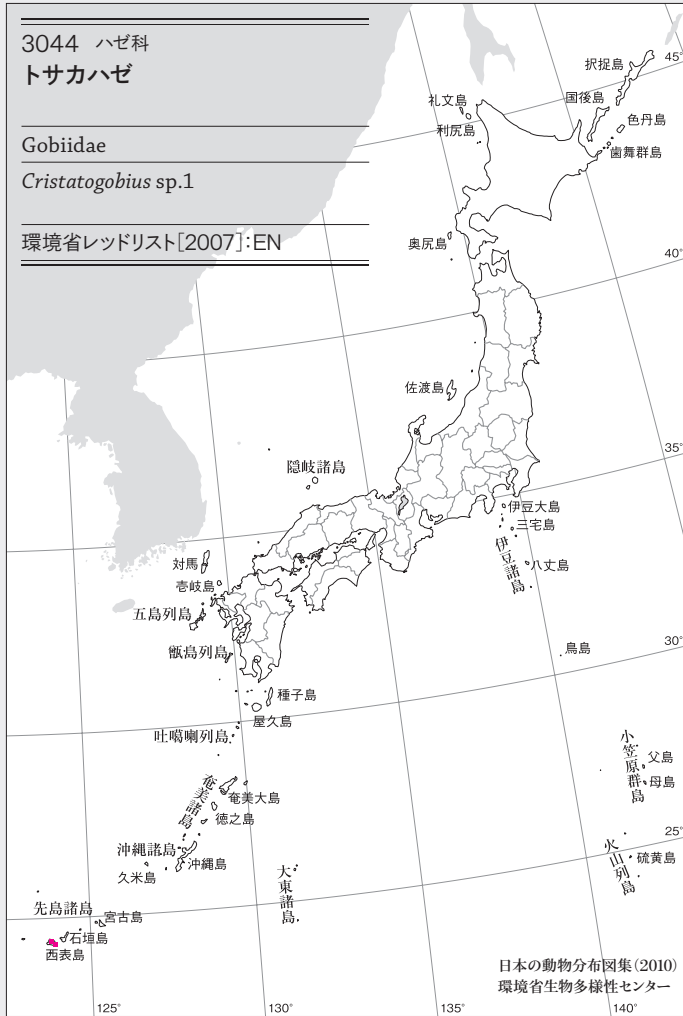 3044 ハゼ科
トサカハゼ
Gobiidae
Cristatogobius sp.1
環境省レッドリスト[2007]:EN
択捉島
45°
国後島
礼文島
色丹島
利尻島
歯舞群島
奥尻島
40°
佐渡島
35°
隠岐諸島
伊豆大島
三宅島
伊豆諸島
八丈島
対馬
壱岐島
五島列島
甑島列島
鳥島
30°
種子島
屋久島
吐噶喇列島
小笠原群島
父島
母島
奄美諸島
奄美大島
徳之島
25°
沖縄諸島
沖縄島
久米島
火山列島
硫黄島
大東諸島
先島諸島
宮古島
石垣島
西表島
日本の動物分布図集(2010)
環境省生物多様性センター
125°
130°
135°
140°